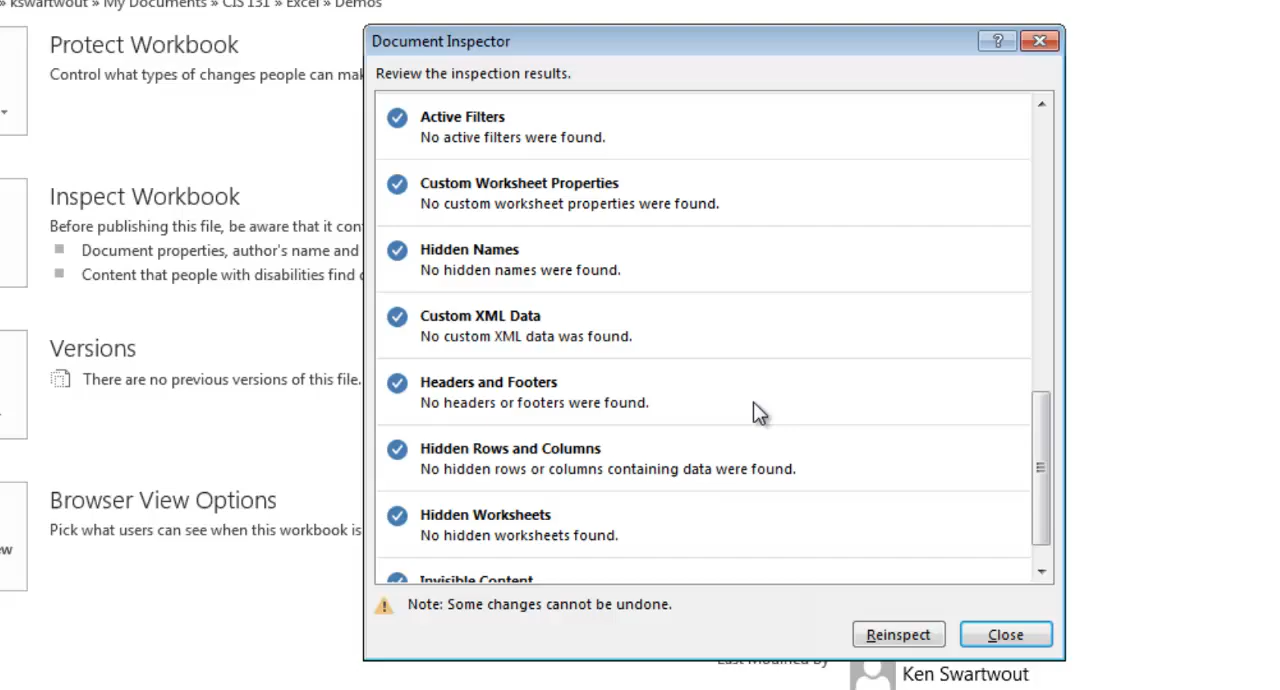 » kswartwout » My Documents » CIS 131 » Excel » Demos
Protect Workbook
Control what types of changes people can mak
Inspect Workbook
Before publishing this file, be aware that it con
Document properties, author's name and
Content that people with disabilities find
Versions
There are no previous versions of this file.
Browser View Options
Pick what users can see when this workbook is
ew
Document Inspector
?
Review the inspection results.
Active Filters
No active filters were found.
Custom Worksheet Properties
No custom worksheet properties were found.
Hidden Names
No hidden names were found.
Custom XML Data
No custom XML data was found.
Headers and Footers
No headers or footers were found.
Hidden Rows and Columns
No hidden rows or columns containing data were found.
Hidden Worksheets
No hidden worksheets found.
Invisible Content
Note: Some changes cannot be undone.
Reinspect
Close
Last Modified By
Ken Swartwout